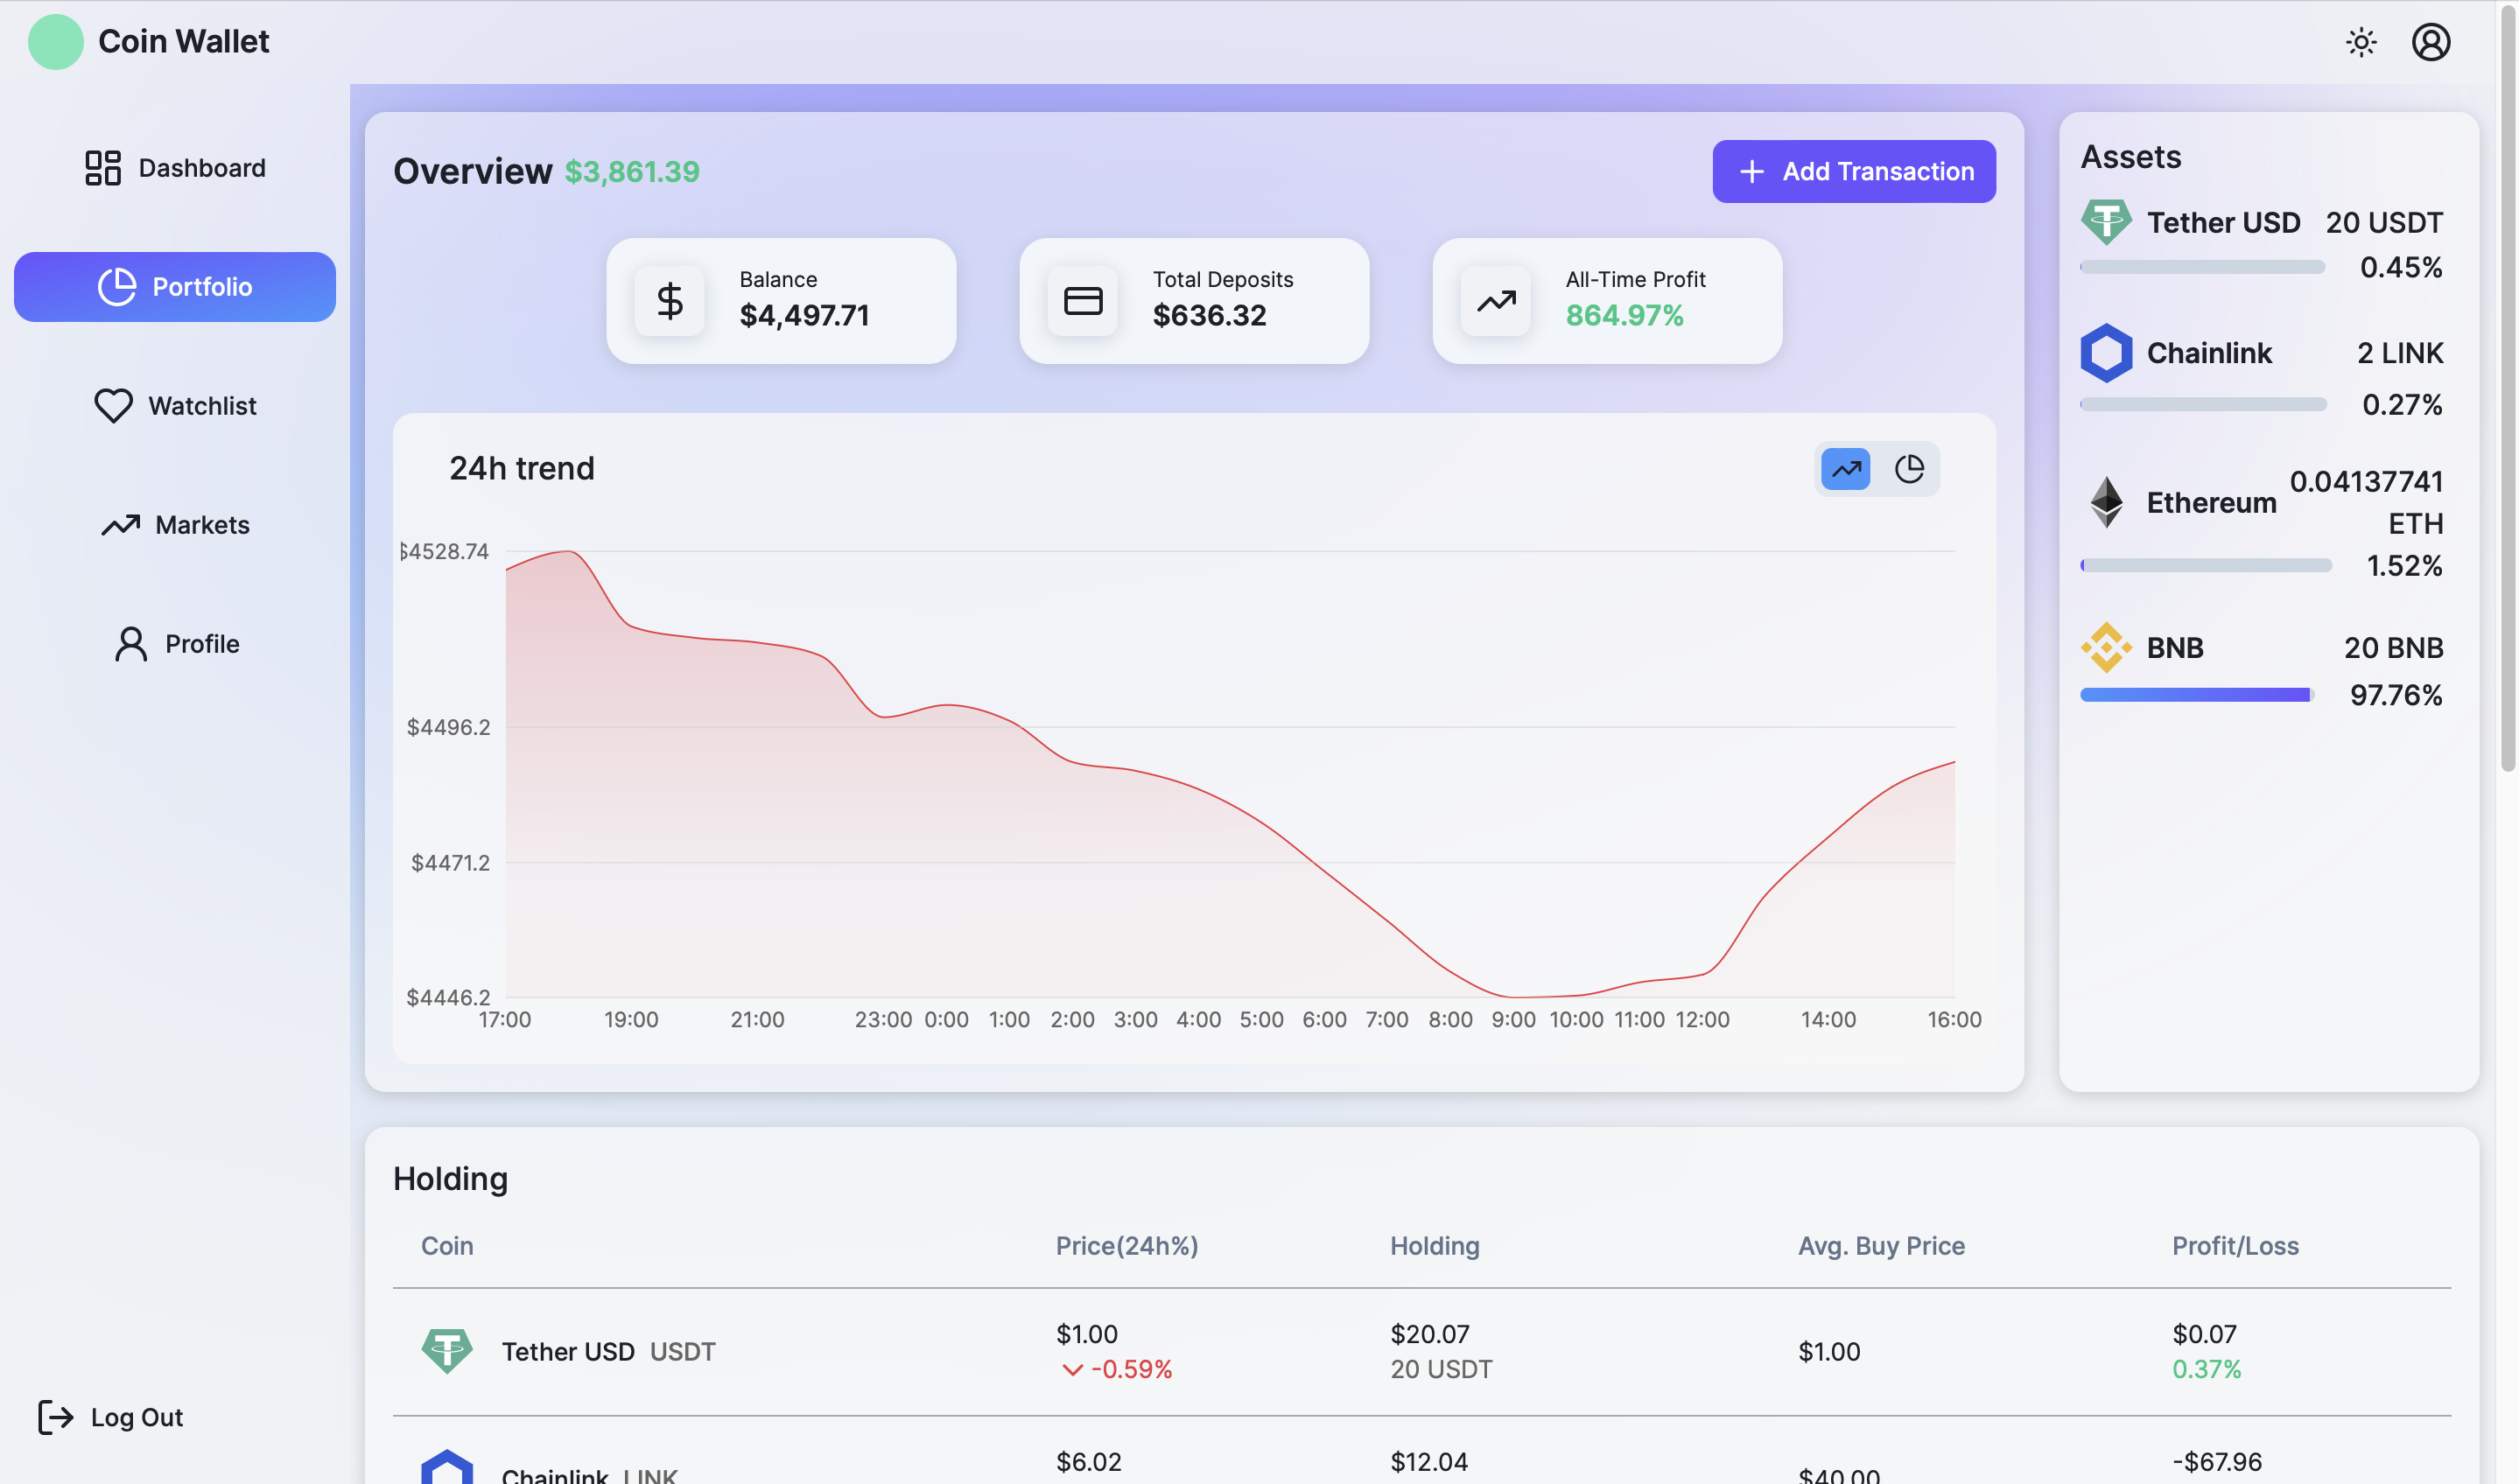 Coin Wallet
Dashboard
Portfolio
Watchlist
Markets
Profile
Log Out
Overview $3,861.39
Add Transaction
Balance
$4,497.71
Total Deposits
$636.32
All-Time Profit
864.97%
24h trend
$4528.74
$4496.2
$4471.2
$4446.2
17:00 19:00 21:00 23:00 0:00 1:00 2:00 3:00 4:00 5:00 6:00 7:00 8:00 9:00 10:00 11:00 12:00 14:00 16:00
Assets
Tether USD 20 USDT
0.45%
Chainlink 2 LINK
0.27%
Ethereum 0.04137741
ETH
1.52%
BNB 20 BNB
97.76%
Holding
Coin Price(24h%) Holding Avg. Buy Price Profit/Loss
Tether USD USDT
$1.00
-0.59%
$20.07
20 USDT
$1.00
$0.07
0.37%
Chainlink LINK
$6.02
$12.04
$40.00
-$67.96